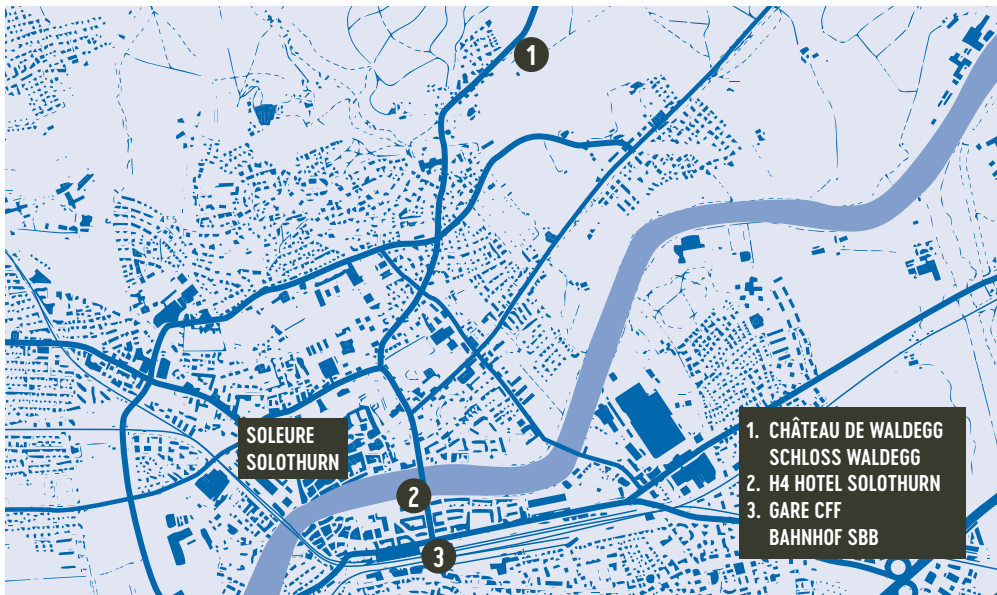 1
SOLEURE
SOLOTHURN
2
3
1. CHÂTEAU DE WALDEGG
SCHLOSS WALDEGG
2. H4 HOTEL SOLOTHURN
3. GARE CFF
BAHNHOF SBB